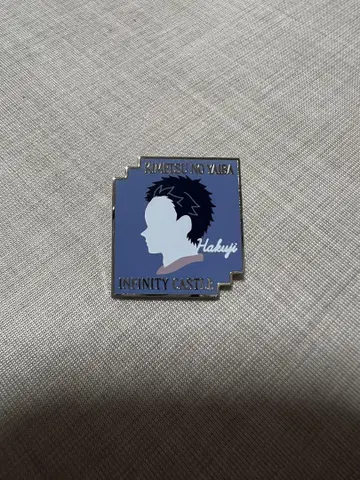 KIMETSU NO YAIBA
Hakuji
INFINITY CASTLE